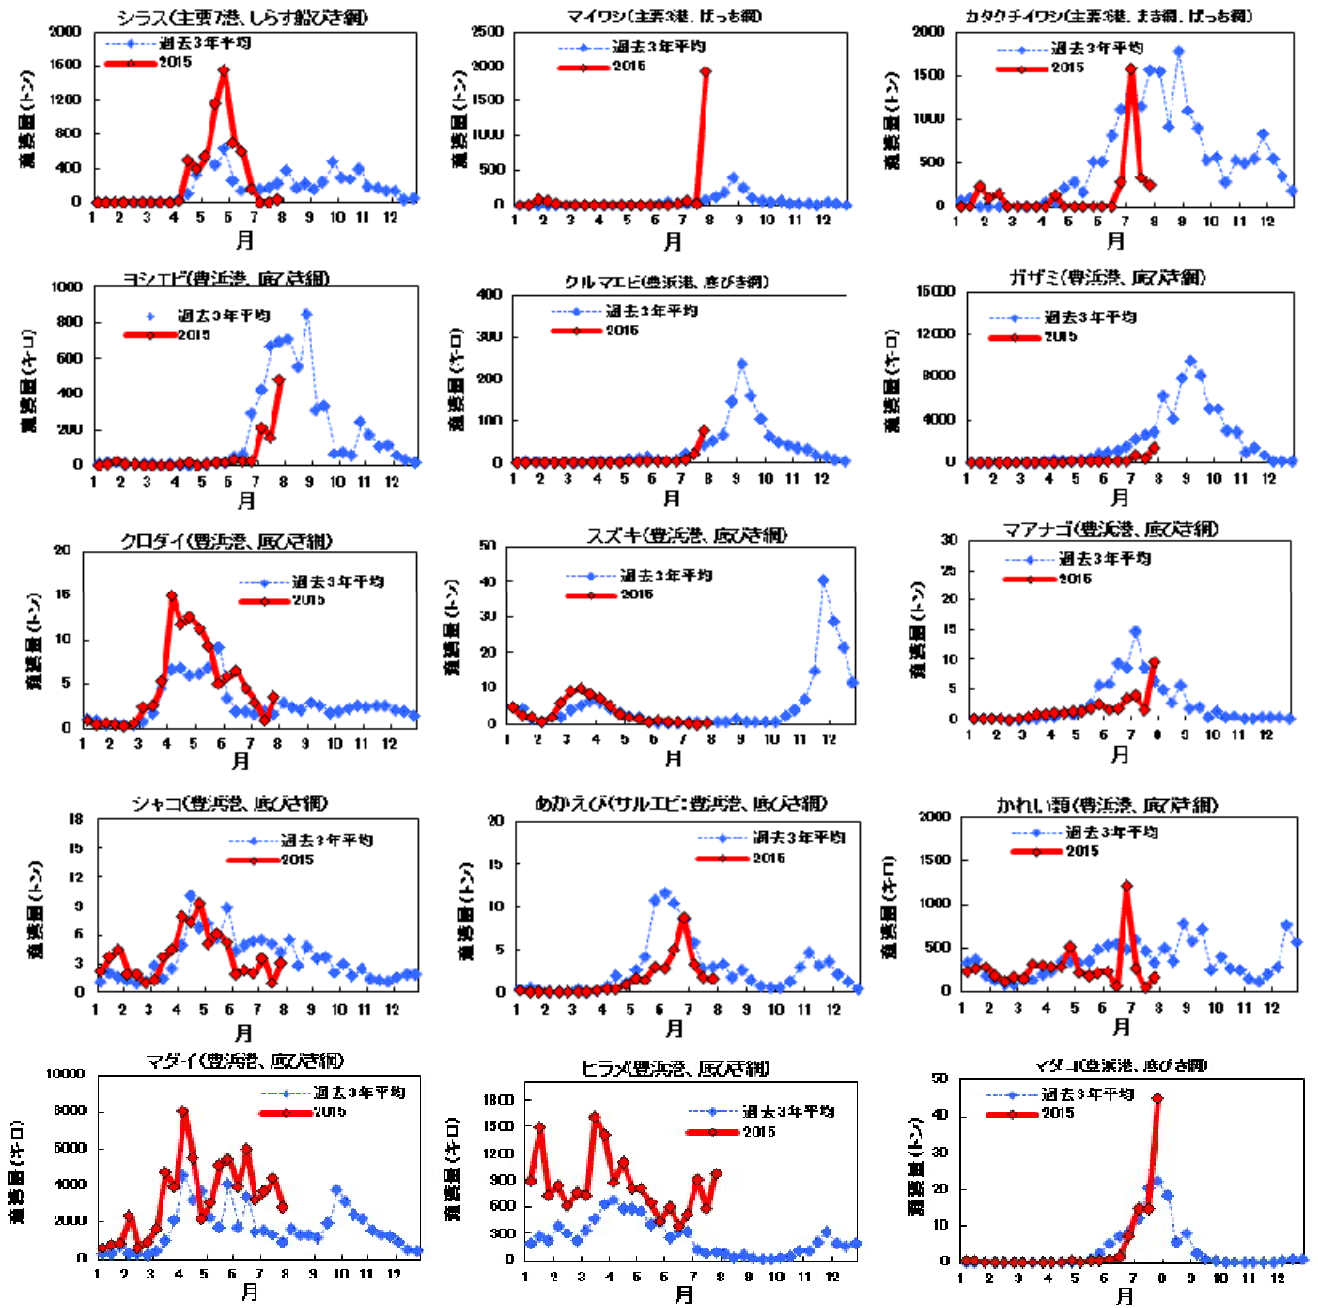 シラス(主要7港、しらす船びき網)
2000
1600
1200
800
400
0
漁獲量(トン)
過去3年平均
2015
1 2 3 4 5 6 7 8 9 10 11 12
月
マイワシ(主要3港、ぱっち網)
2500
2000
1500
1000
500
0
漁獲量(トン)
過去3年平均
2015
1 2 3 4 5 6 7 8 9 10 11 12
月
カタクチイワシ(主要3港、まき網、ぱっち網)
2000
1500
1000
500
0
漁獲量(トン)
過去3年平均
2015
1 2 3 4 5 6 7 8 9 10 11 12
月
ヨシエビ(豊浜港、底びき網)
1000
800
600
400
200
0
漁獲量(キロ)
過去3年平均
2015
1 2 3 4 5 6 7 8 9 10 11 12
月
クルマエビ(豊浜港、底びき網)
400
300
200
100
0
漁獲量(キロ)
過去3年平均
2015
1 2 3 4 5 6 7 8 9 10 11 12
月
ガザミ(豊浜港、底びき網)
15000
12000
8000
4000
0
漁獲量(キロ)
過去3年平均
2015
1 2 3 4 5 6 7 8 9 10 11 12
月
クロダイ(豊浜港、底びき網)
20
15
10
5
0
漁獲量(トン)
過去3年平均
2015
1 2 3 4 5 6 7 8 9 10 11 12
月
スズキ(豊浜港、底びき網)
50
40
30
20
10
0
漁獲量(トン)
過去3年平均
2015
1 2 3 4 5 6 7 8 9 10 11 12
月
マアナゴ(豊浜港、底びき網)
30
25
20
15
10
5
0
漁獲量(トン)
過去3年平均
2015
1 2 3 4 5 6 7 8 9 10 11 12
月
シャコ(豊浜港、底びき網)
18
15
12
9
6
3
0
漁獲量(トン)
過去3年平均
2015
1 2 3 4 5 6 7 8 9 10 11 12
月
あかえび(サルエビ:豊浜港、底びき網)
20
15
10
5
0
漁獲量(トン)
過去3年平均
2015
1 2 3 4 5 6 7 8 9 10 11 12
月
かれい類(豊浜港、底びき網)
2000
1500
1000
500
0
漁獲量(キロ)
過去3年平均
2015
1 2 3 4 5 6 7 8 9 10 11 12
月
マダイ(豊浜港、底びき網)
10000
8000
6000
4000
2000
0
漁獲量(キロ)
過去3年平均
2015
1 2 3 4 5 6 7 8 9 10 11 12
月
ヒラメ(豊浜港、底びき網)
1800
1500
1200
900
600
300
0
漁獲量(キロ)
過去3年平均
2015
1 2 3 4 5 6 7 8 9 10 11 12
月
マダコ(豊浜港、底びき網)
50
40
30
20
10
0
漁獲量(トン)
過去3年平均
2015
1 2 3 4 5 6 7 8 9 10 11 12
月